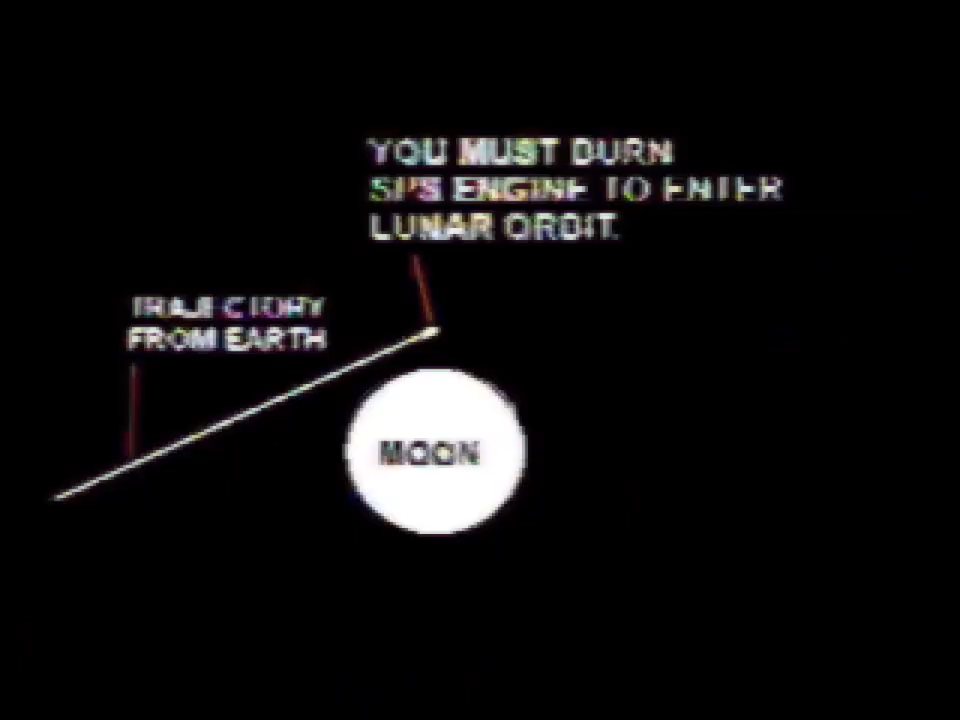 YOU MUST BURN
SPS ENGINE TO ENTER
LUNAR ORBIT.
TRAJECTORY
FROM EARTH
MOON